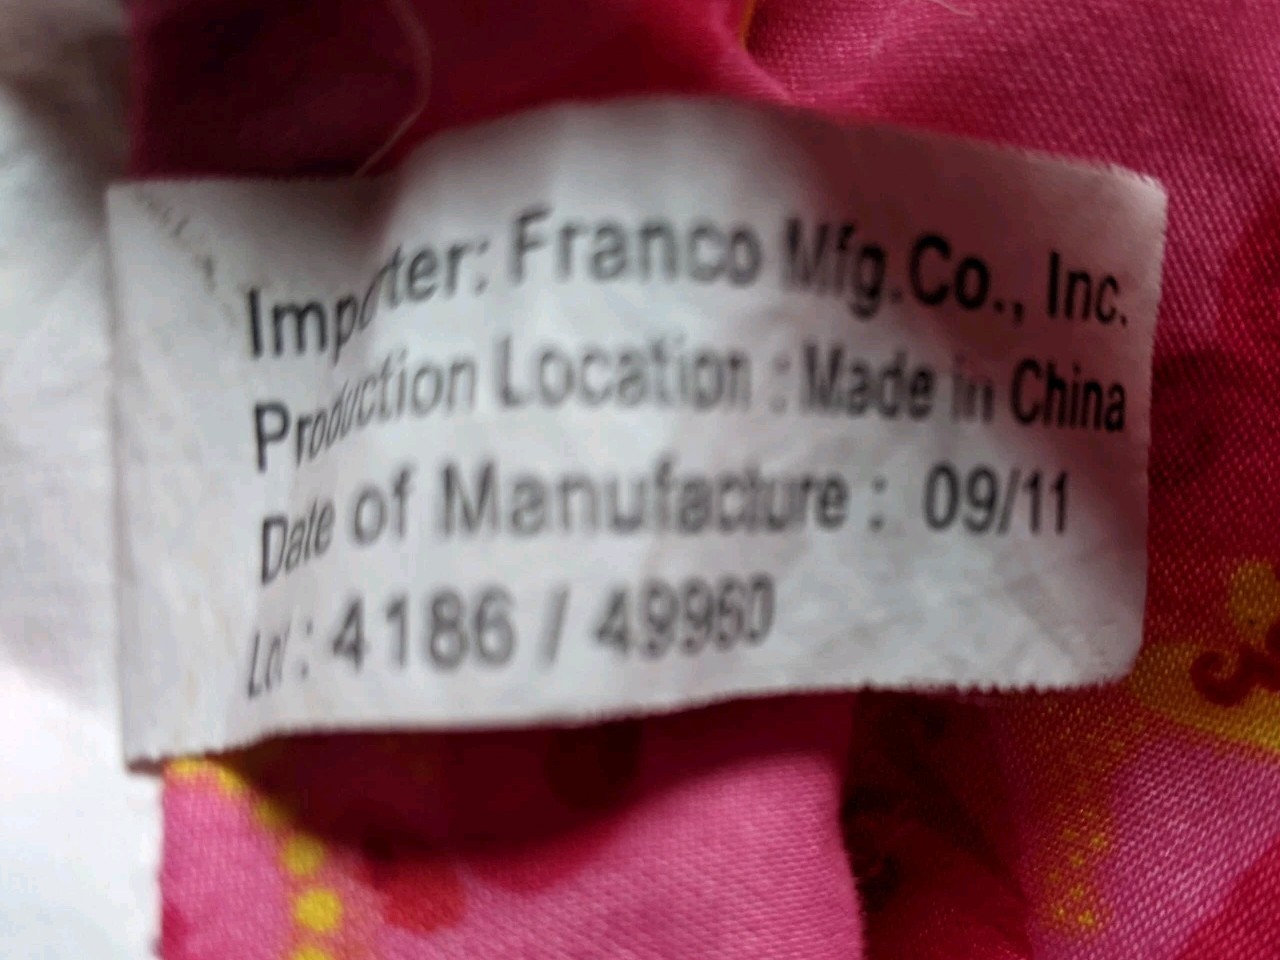 Importer: Franco Mfg.Co., Inc.
Production Location : Made in China
Date of Manufacture : 09/11
Lot : 4186 / 49960